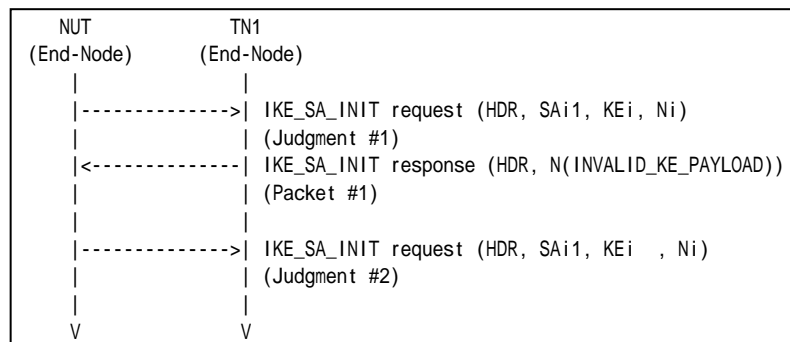 NUT TN1
(End-Node) (End-Node)
| |
|-------------->| IKE_SA_INIT request (HDR, SAi1, KEi, Ni)
| | (Judgment #1)
|<--------------| IKE_SA_INIT response (HDR, N(INVALID_KE_PAYLOAD))
| | (Packet #1)
| |
|-------------->| IKE_SA_INIT request (HDR, SAi1, KEi , Ni)
| | (Judgment #2)
| |
V V